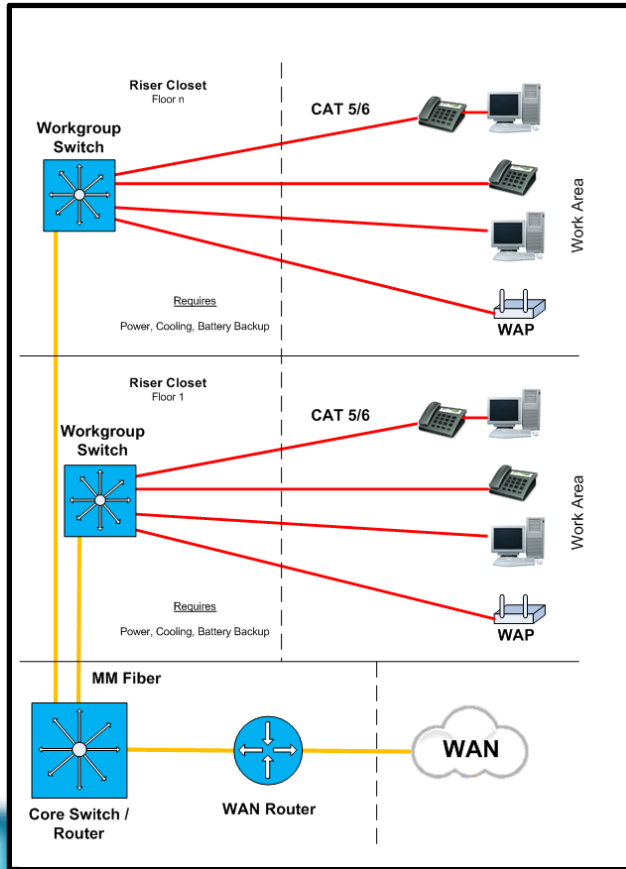 Riser Closet
Floor n
CAT 5/6
Workgroup
Switch
Work Area
Requires
Power, Cooling, Battery Backup
WAP
Riser Closet
Floor 1
CAT 5/6
Workgroup
Switch
Work Area
Requires
Power, Cooling, Battery Backup
WAP
MM Fiber
WAN
WAN Router
Core Switch /
Router